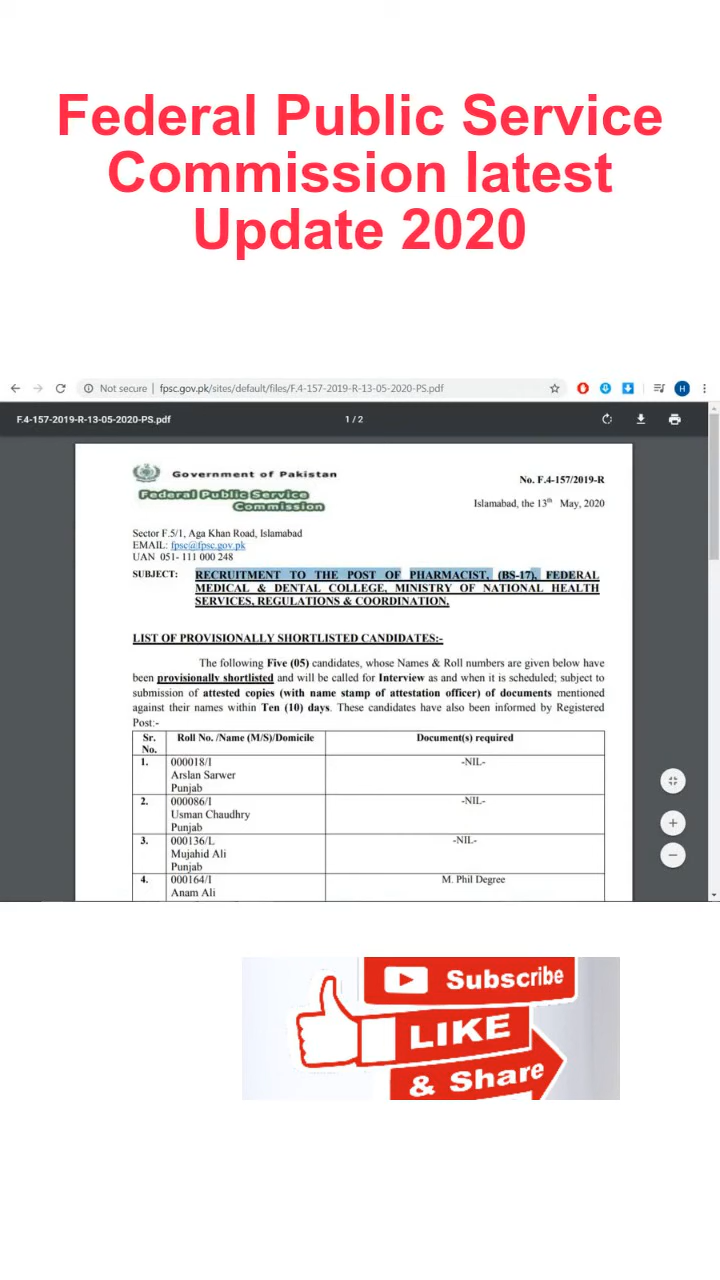 Federal Public Service
Commission latest
Update 2020
Not secure | fpsc.gov.pk/sites/default/files/F.4-157-2019-R-13-05-2020-PS.pdf
H
F.4-157-2019-R-13-05-2020-PS.pdf
1 / 2
Government of Pakistan
No. F.4-157/2019-R
Federal Public Service
Commission
Islamabad, the 13th May, 2020
Sector F.5/1, Aga Khan Road, Islamabad
EMAIL: fpsc@fpsc.gov.pk
UAN 051- 111 000 248
SUBJECT: RECRUITMENT TO THE POST OF PHARMACIST, (BS-17), FEDERAL
MEDICAL & DENTAL COLLEGE, MINISTRY OF NATIONAL HEALTH
SERVICES, REGULATIONS & COORDINATION.
LIST OF PROVISIONALLY SHORTLISTED CANDIDATES:-
The following Five (05) candidates, whose Names & Roll numbers are given below have
been provisionally shortlisted and will be called for Interview as and when it is scheduled; subject to
submission of attested copies (with name stamp of attestation officer) of documents mentioned
against their names within Ten (10) days. These candidates have also been informed by Registered
Post:-
Sr. No. Roll No. /Name (M/S)/Domicile Document(s) required
1. 000018/I -NIL-
Arslan Sarwer
Punjab
2. 000086/I -NIL-
Usman Chaudhry
Punjab
3. 000136/L -NIL-
Mujahid Ali
Punjab
4. 000164/I M. Phil Degree
Anam Ali
Subscribe
LIKE
& Share